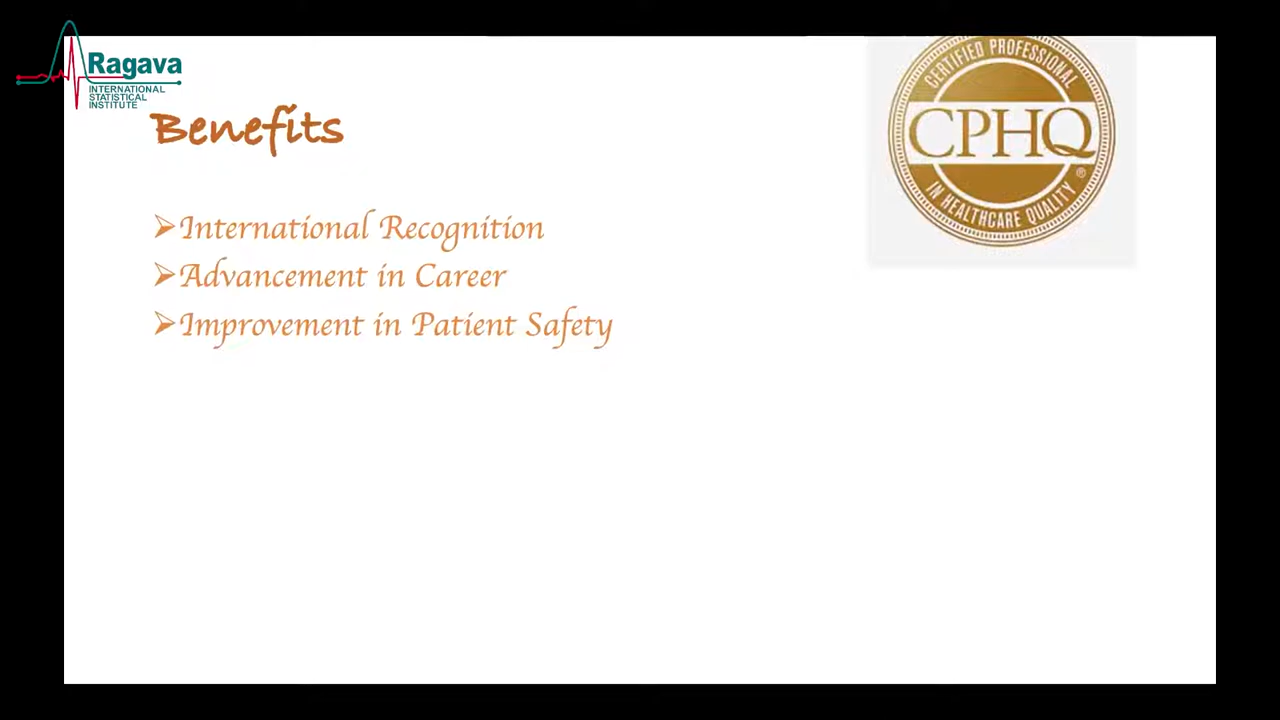 Ragava
INTERNATIONAL
STATISTICAL
INSTITUTE
Benefits
CERTIFIED PROFESSIONAL
CPHQ
®
IN HEALTHCARE QUALITY
➢International Recognition
➢Advancement in Career
➢Improvement in Patient Safety